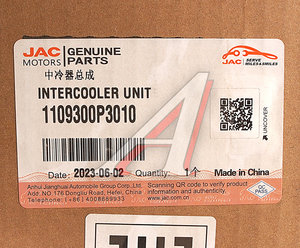 JAC MOTORS GENUINE PARTS
JAC SERVE MILES&SMILES
中冷器总成
INTERCOOLER UNIT
1109300P3010
UNCOVER
Date: 2023-06-02 Quantity: 1个 Made in China
Anhui Jianghuai Automobile Group Corp., Ltd.
Add: NO.176 Dongliu Road, Hefei, China
Scanning QR code to verify product information and authenticity.
www.jac.com.cn
QC PASS